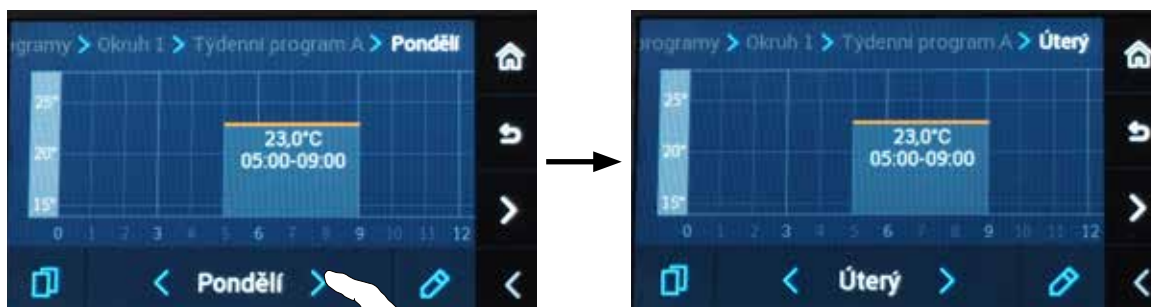 ogramy > Okruh 1 > Týdenní program A > Pondělí
25°
23,0°C
20°
05:00-09:00
15°
0 1 2 3 4 5 6 7 8 9 10 11 12
< Pondělí >
rogramy > Okruh 1 > Týdenní program A > Úterý
25°
23,0°C
20°
05:00-09:00
15°
0 1 2 3 4 5 6 7 8 9 10 11 12
< Úterý >